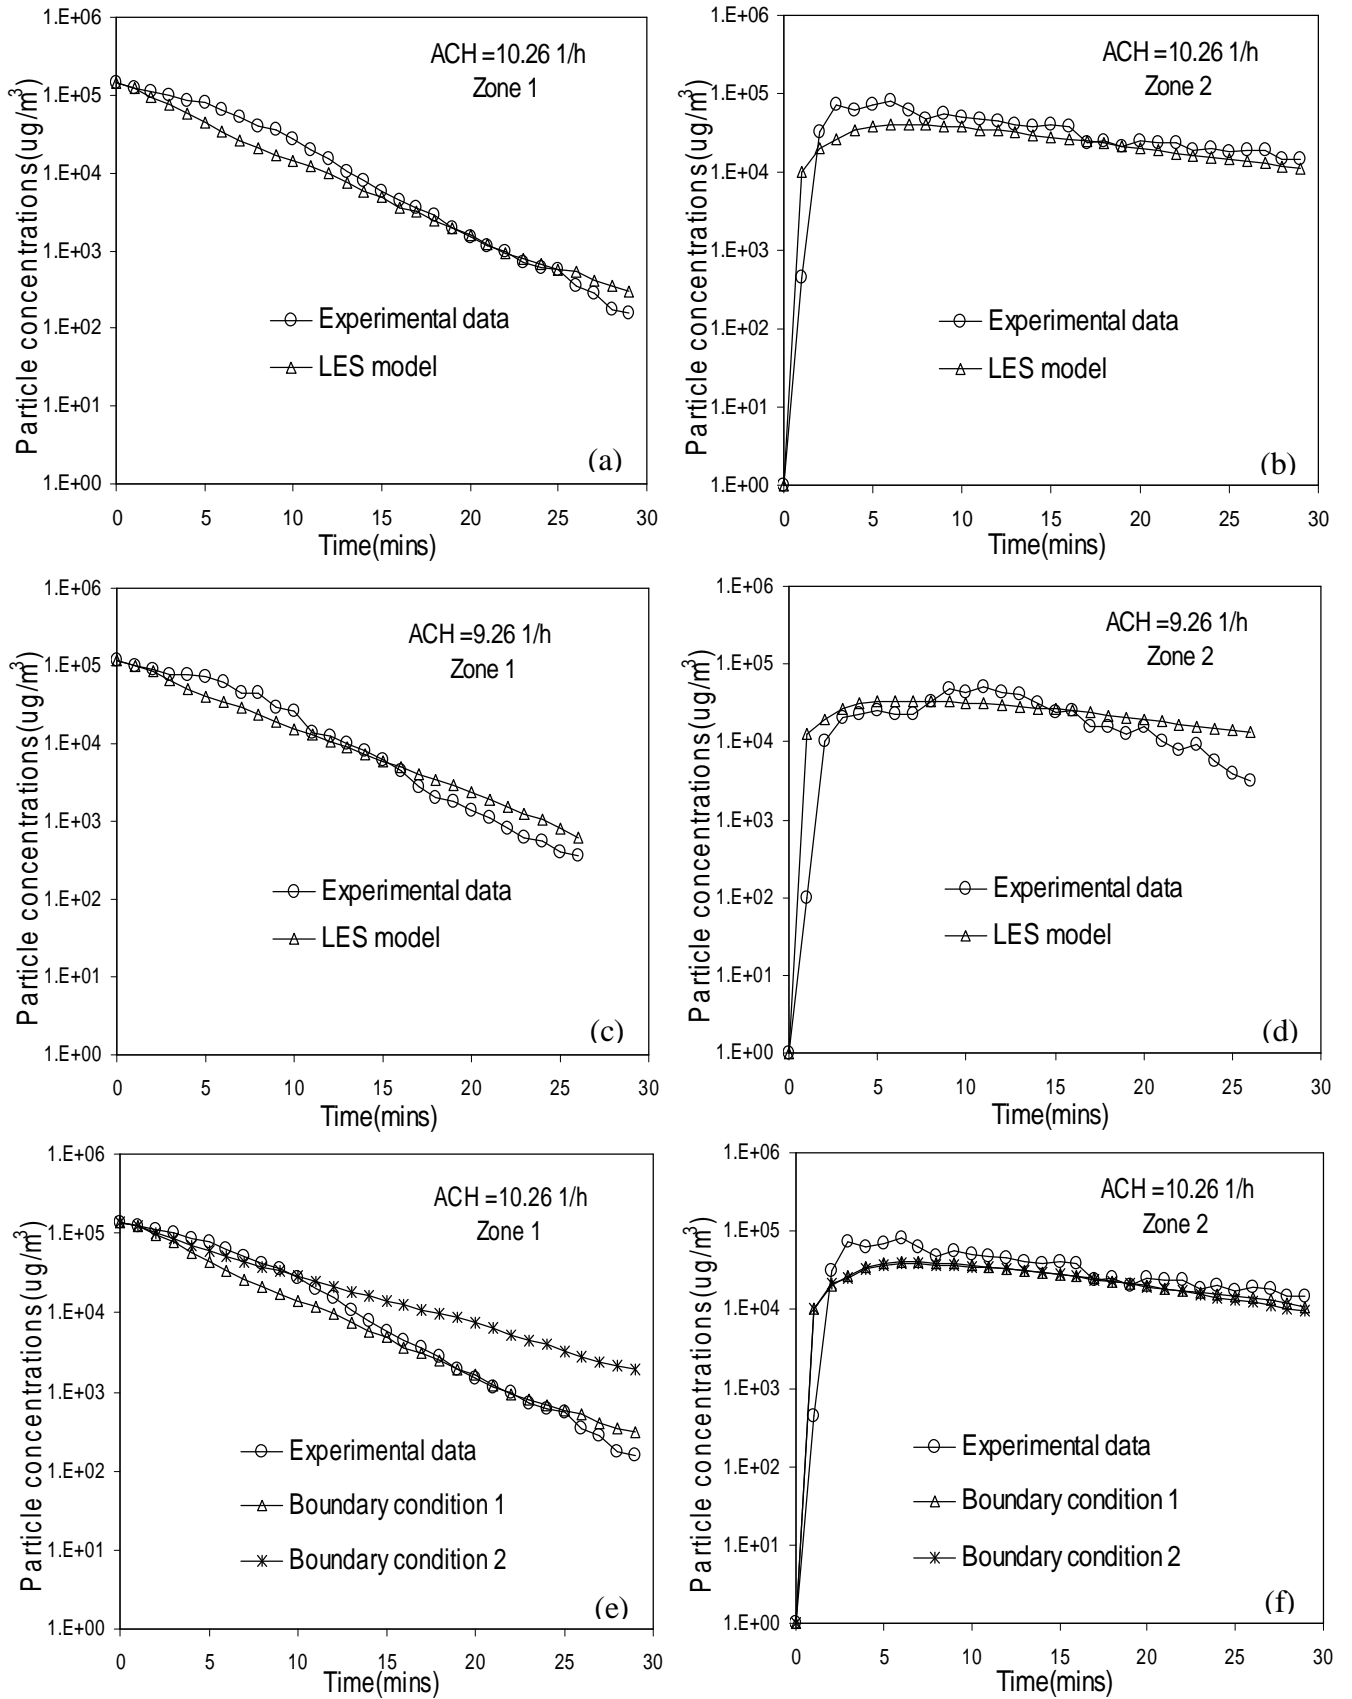 1.E+06
1.E+05
1.E+04
1.E+03
1.E+02
1.E+01
1.E+00
Particle concentrations(ug/m³)
ACH =10.26 1/h
Zone 1
Experimental data
LES model
(a)
0 5 10 15 20 25 30
Time(mins)
1.E+06
1.E+05
1.E+04
1.E+03
1.E+02
1.E+01
1.E+00
Particle concentrations(ug/m³)
ACH =10.26 1/h
Zone 2
Experimental data
LES model
(b)
0 5 10 15 20 25 30
Time(mins)
1.E+06
1.E+05
1.E+04
1.E+03
1.E+02
1.E+01
1.E+00
Particle concentrations(ug/m³)
ACH =9.26 1/h
Zone 1
Experimental data
LES model
(c)
0 5 10 15 20 25 30
Time(mins)
1.E+06
1.E+05
1.E+04
1.E+03
1.E+02
1.E+01
1.E+00
Particle concentrations(ug/m³)
ACH =9.26 1/h
Zone 2
Experimental data
LES model
(d)
0 5 10 15 20 25 30
Time(mins)
1.E+06
1.E+05
1.E+04
1.E+03
1.E+02
1.E+01
1.E+00
Particle concentrations(ug/m³)
ACH =10.26 1/h
Zone 1
Experimental data
Boundary condition 1
Boundary condition 2
(e)
0 5 10 15 20 25 30
Time(mins)
1.E+06
1.E+05
1.E+04
1.E+03
1.E+02
1.E+01
1.E+00
Particle concentrations(ug/m³)
ACH =10.26 1/h
Zone 2
Experimental data
Boundary condition 1
Boundary condition 2
(f)
0 5 10 15 20 25 30
Time(mins)